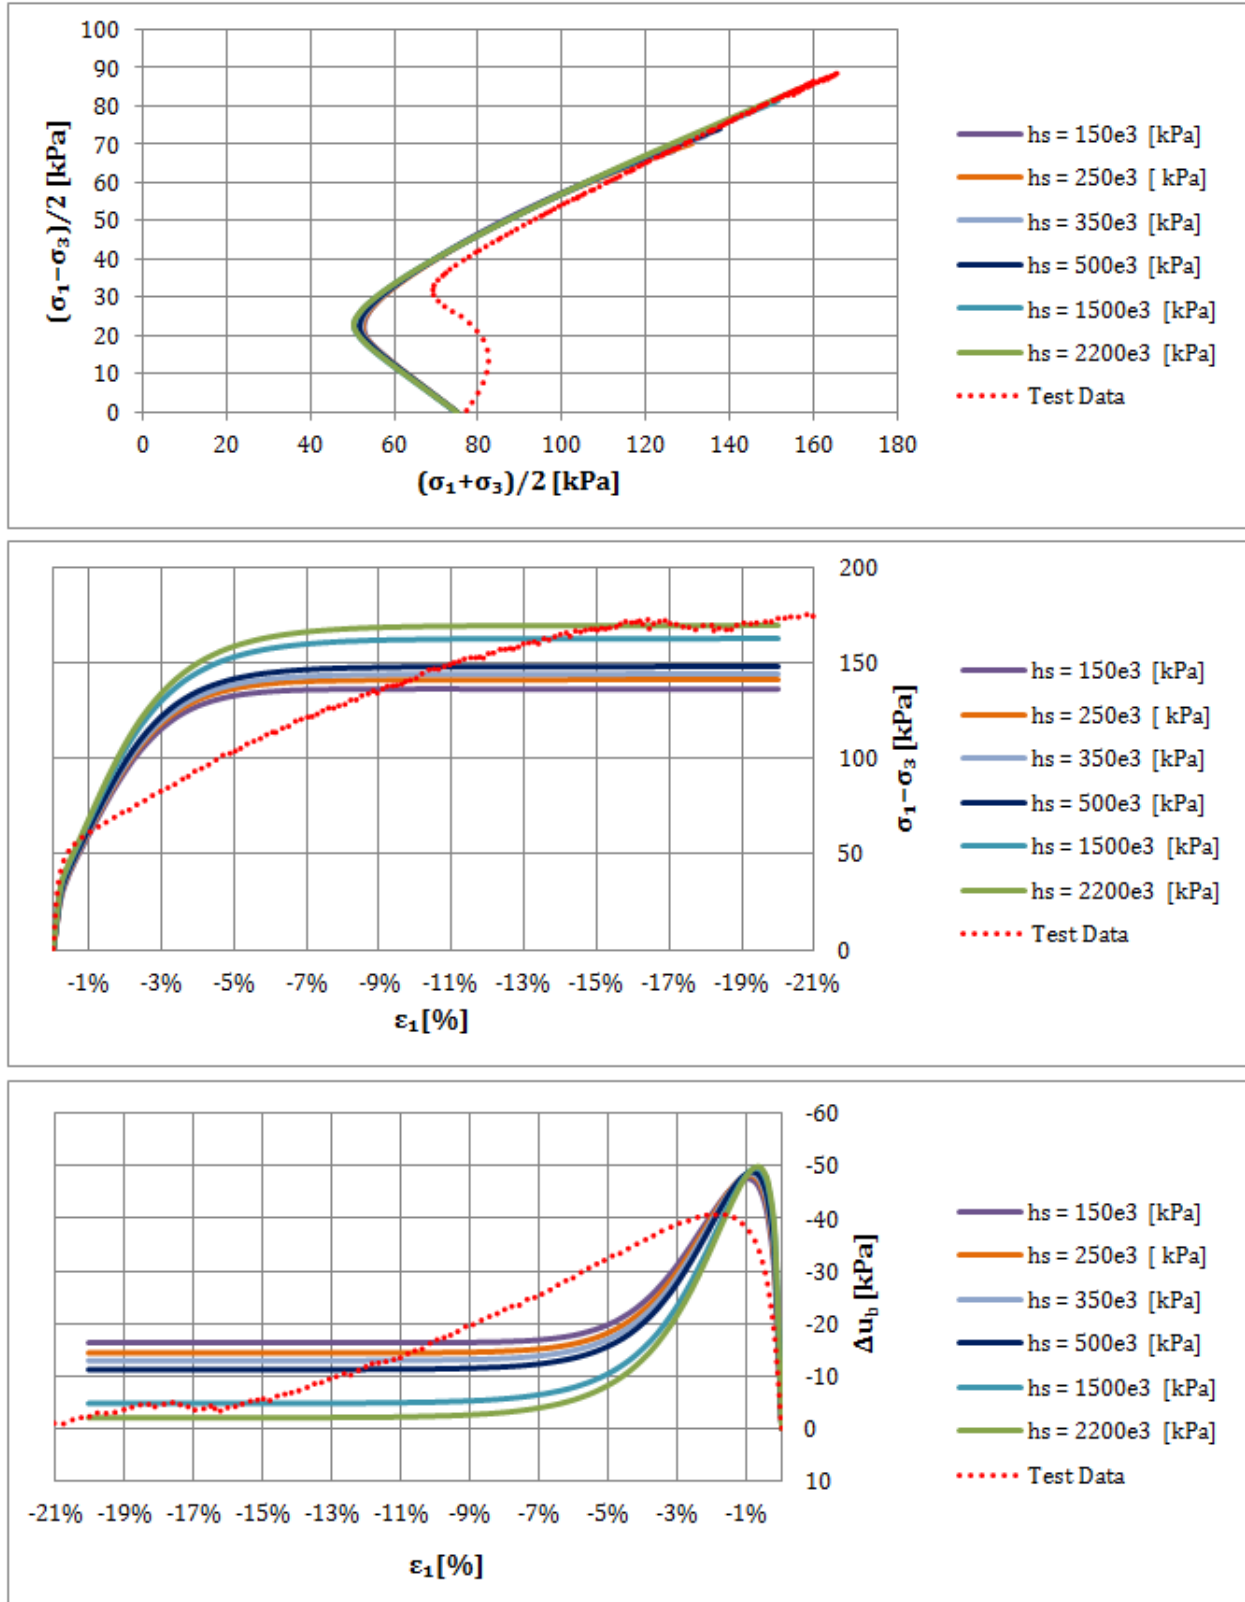 100
90
80
70
60
50
40
30
20
10
0
(σ₁−σ₃)/2 [kPa]
0 20 40 60 80 100 120 140 160 180
(σ₁+σ₃)/2 [kPa]
hs = 150e3 [kPa]
hs = 250e3 [ kPa]
hs = 350e3 [kPa]
hs = 500e3 [kPa]
hs = 1500e3 [kPa]
hs = 2200e3 [kPa]
Test Data
200
150
100
50
0
σ₁−σ₃ [kPa]
-1% -3% -5% -7% -9% -11% -13% -15% -17% -19% -21%
ε₁[%]
hs = 150e3 [kPa]
hs = 250e3 [ kPa]
hs = 350e3 [kPa]
hs = 500e3 [kPa]
hs = 1500e3 [kPa]
hs = 2200e3 [kPa]
Test Data
-60
-50
-40
-30
-20
-10
0
10
Δu_b [kPa]
-21% -19% -17% -15% -13% -11% -9% -7% -5% -3% -1%
ε₁[%]
hs = 150e3 [kPa]
hs = 250e3 [ kPa]
hs = 350e3 [kPa]
hs = 500e3 [kPa]
hs = 1500e3 [kPa]
hs = 2200e3 [kPa]
Test Data